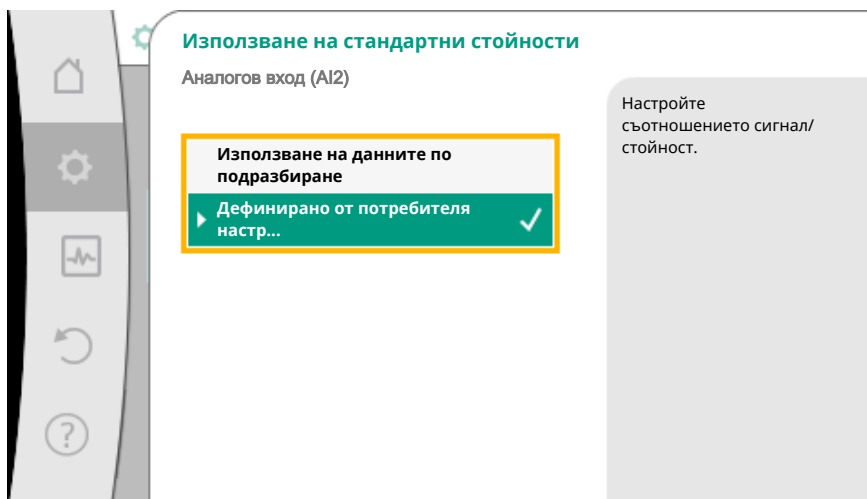 Използване на стандартни стойности
Аналогов вход (AI2)
Настройте
съотношението сигнал/
стойност.
Използване на данните по
подразбиране
Дефинирано от потребителя
настр...
?